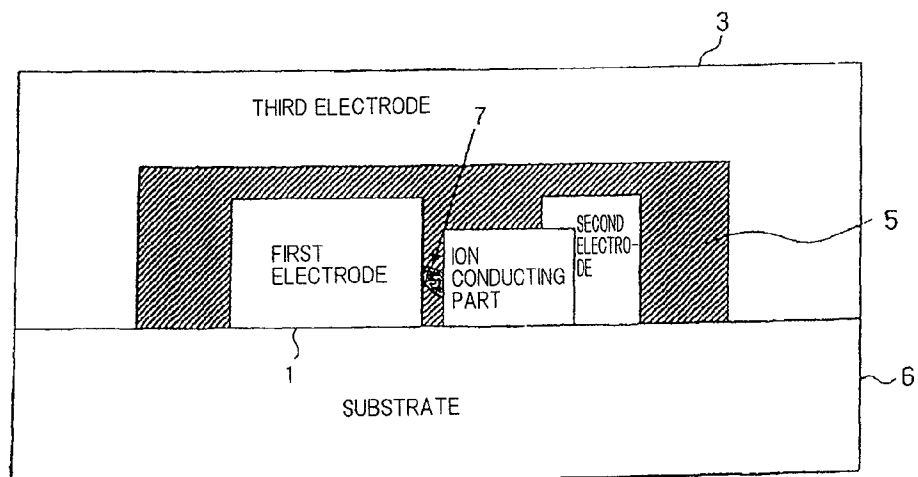 3
THIRD ELECTRODE
7
FIRST
ELECTRODE
ION
CONDUCTING
PART
SECOND
ELECTRO-
DE
5
1
6
SUBSTRATE